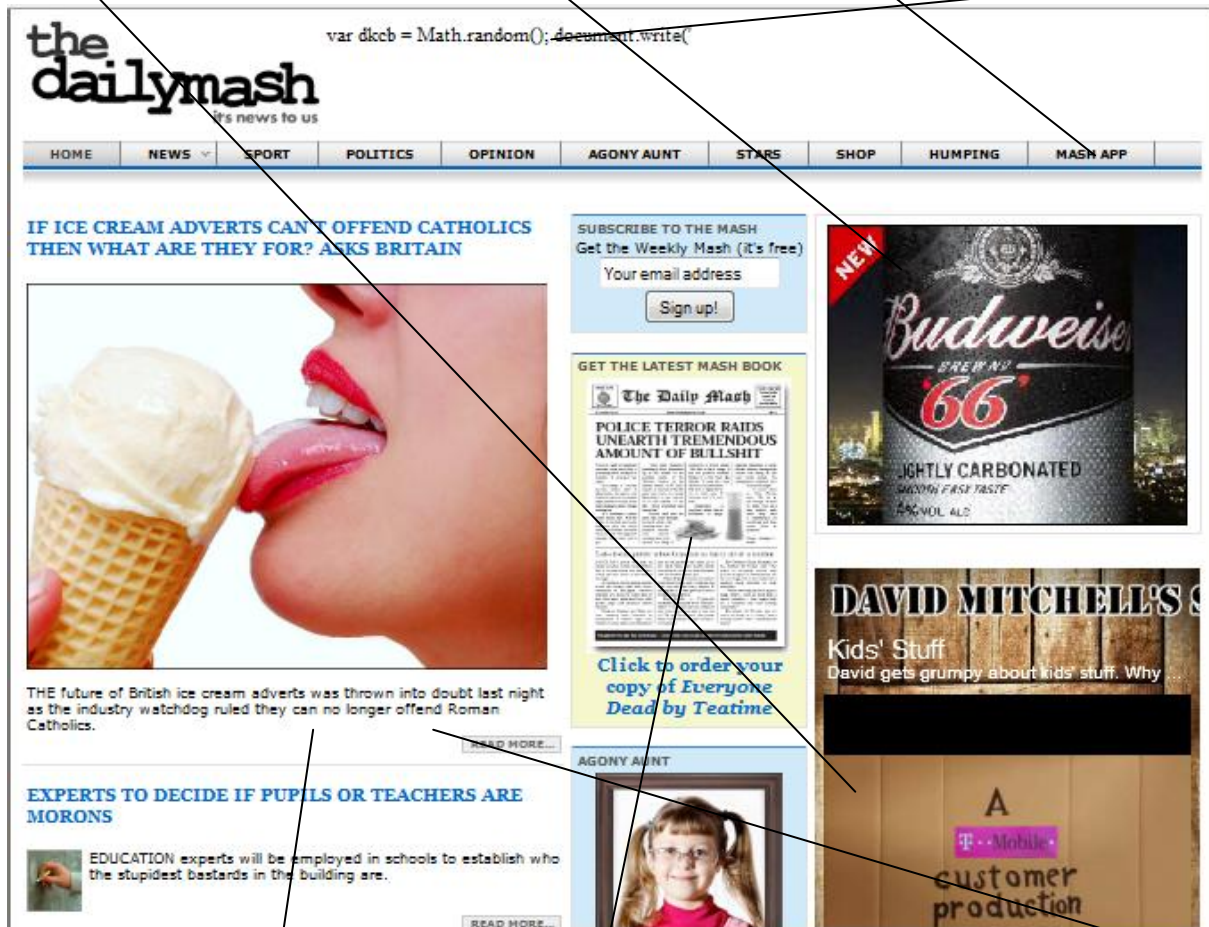 the
dailymash
it's news to us
var dkcb = Math.random(); document.write('
HOME NEWS SPORT POLITICS OPINION AGONY AUNT STARS SHOP HUMPING MASH APP
IF ICE CREAM ADVERTS CAN'T OFFEND CATHOLICS
THEN WHAT ARE THEY FOR? ASKS BRITAIN
THE future of British ice cream adverts was thrown into doubt last night
as the industry watchdog ruled they can no longer offend Roman
Catholics.
READ MORE...
EXPERTS TO DECIDE IF PUPILS OR TEACHERS ARE
MORONS
EDUCATION experts will be employed in schools to establish who
the stupidest bastards in the building are.
READ MORE...
SUBSCRIBE TO THE MASH
Get the Weekly Mash (it's free)
Your email address
Sign up!
GET THE LATEST MASH BOOK
The Daily Mash
POLICE TERROR RAIDS
UNEARTH TREMENDOUS
AMOUNT OF BULLSHIT
Click to order your
copy of Everyone
Dead by Teatime
AGONY AUNT
NEW
Budweiser
BREW NO
'66'
LIGHTLY CARBONATED
SMOOTH EASY TASTE
DAVID MITCHELL'S S
Kids' Stuff
David gets grumpy about kids' stuff. Why ...
A
T-Mobile
customer
production